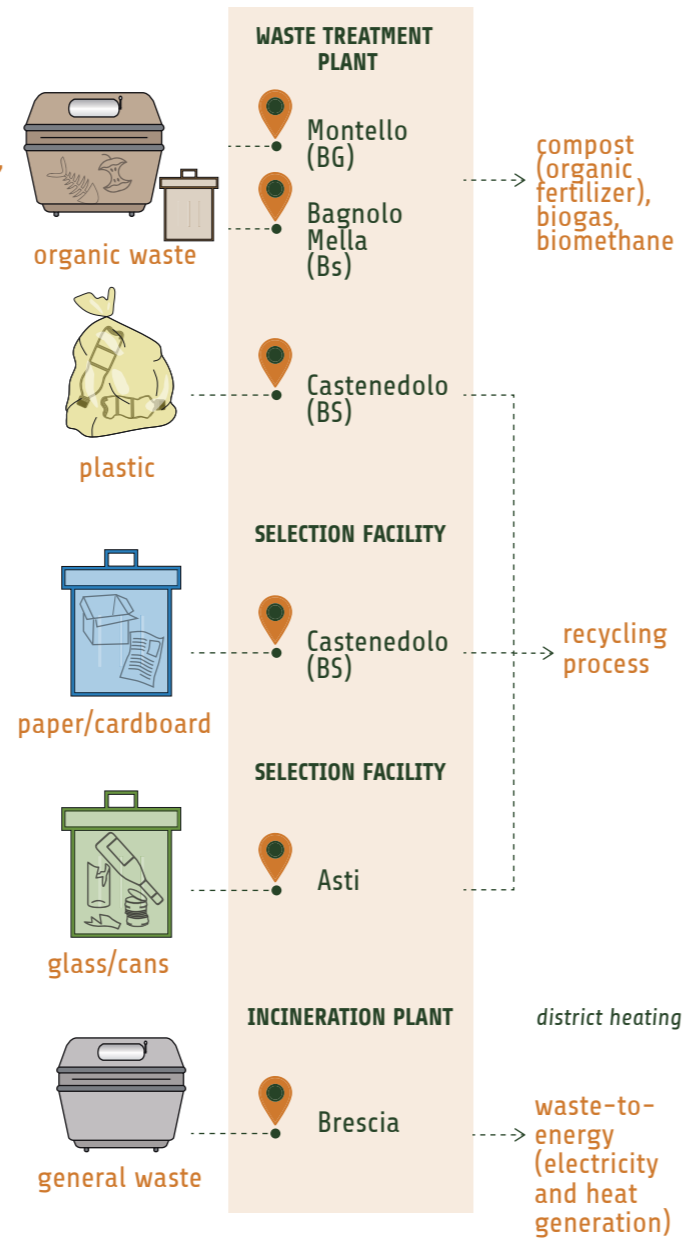 WASTE TREATMENT
PLANT
Montello
(BG)
Bagnolo
Mella
(Bs)
organic waste
compost
(organic
fertilizer),
biogas,
biomethane
Castenedolo
(BS)
plastic
SELECTION FACILITY
Castenedolo
(BS)
paper/cardboard
recycling
process
SELECTION FACILITY
Asti
glass/cans
INCINERATION PLANT
district heating
Brescia
general waste
waste-to-
energy
(electricity
and heat
generation)